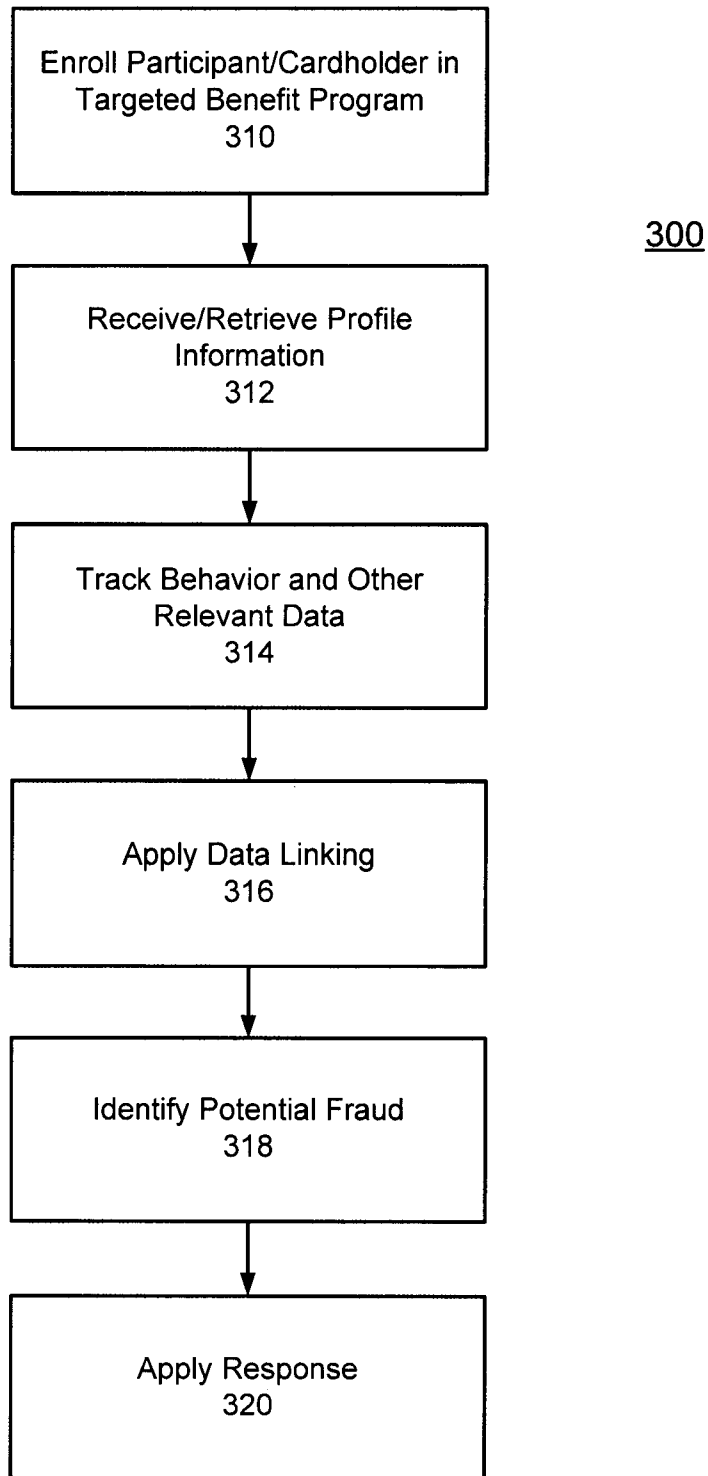 Enroll Participant/Cardholder in
Targeted Benefit Program
310
300
Receive/Retrieve Profile
Information
312
Track Behavior and Other
Relevant Data
314
Apply Data Linking
316
Identify Potential Fraud
318
Apply Response
320